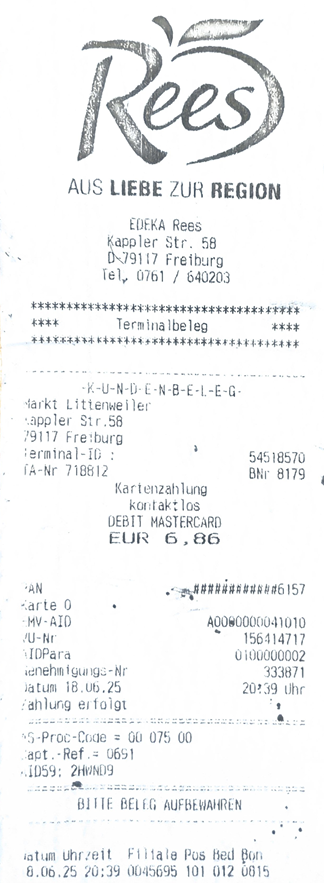 Rees
AUS LIEBE ZUR REGION
EDEKA Rees
Kappler Str. 58
D-79117 Freiburg
Tel. 0761 / 640203
****************************************
**** Terminalbeleg ****
****************************************
-K-U-N-D-E-N-B-E-L-E-G-
Markt Littenweiler
Kappler Str.58
79117 Freiburg
Terminal-ID : 54518570
TA-Nr 718812 BNr 8179
Kartenzahlung
kontaktlos
DEBIT MASTERCARD
EUR 6,86
PAN ############6157
Karte 0
EMV-AID A0000000041010
VU-Nr 156414717
AIDPara 0100000002
Genehmigungs-Nr 333871
Datum 18.06.25 20:39 Uhr
Zahlung erfolgt
AS-Proc-Code = 00 075 00
Capt.-Ref.= 0691
AID59: 2HWND9
BITTE BELEG AUFBEWAHREN
Datum Uhrzeit Filiale Pos Bed Bon
8.06.25 20:39 0045695 101 012 0815